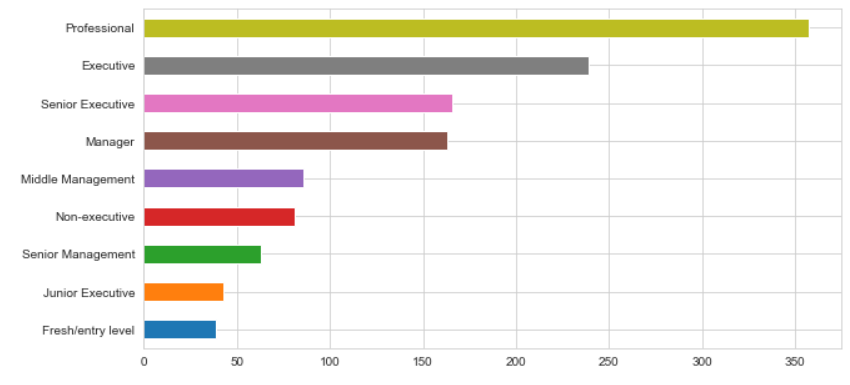 Professional
Executive
Senior Executive
Manager
Middle Management
Non-executive
Senior Management
Junior Executive
Fresh/entry level
0 50 100 150 200 250 300 350